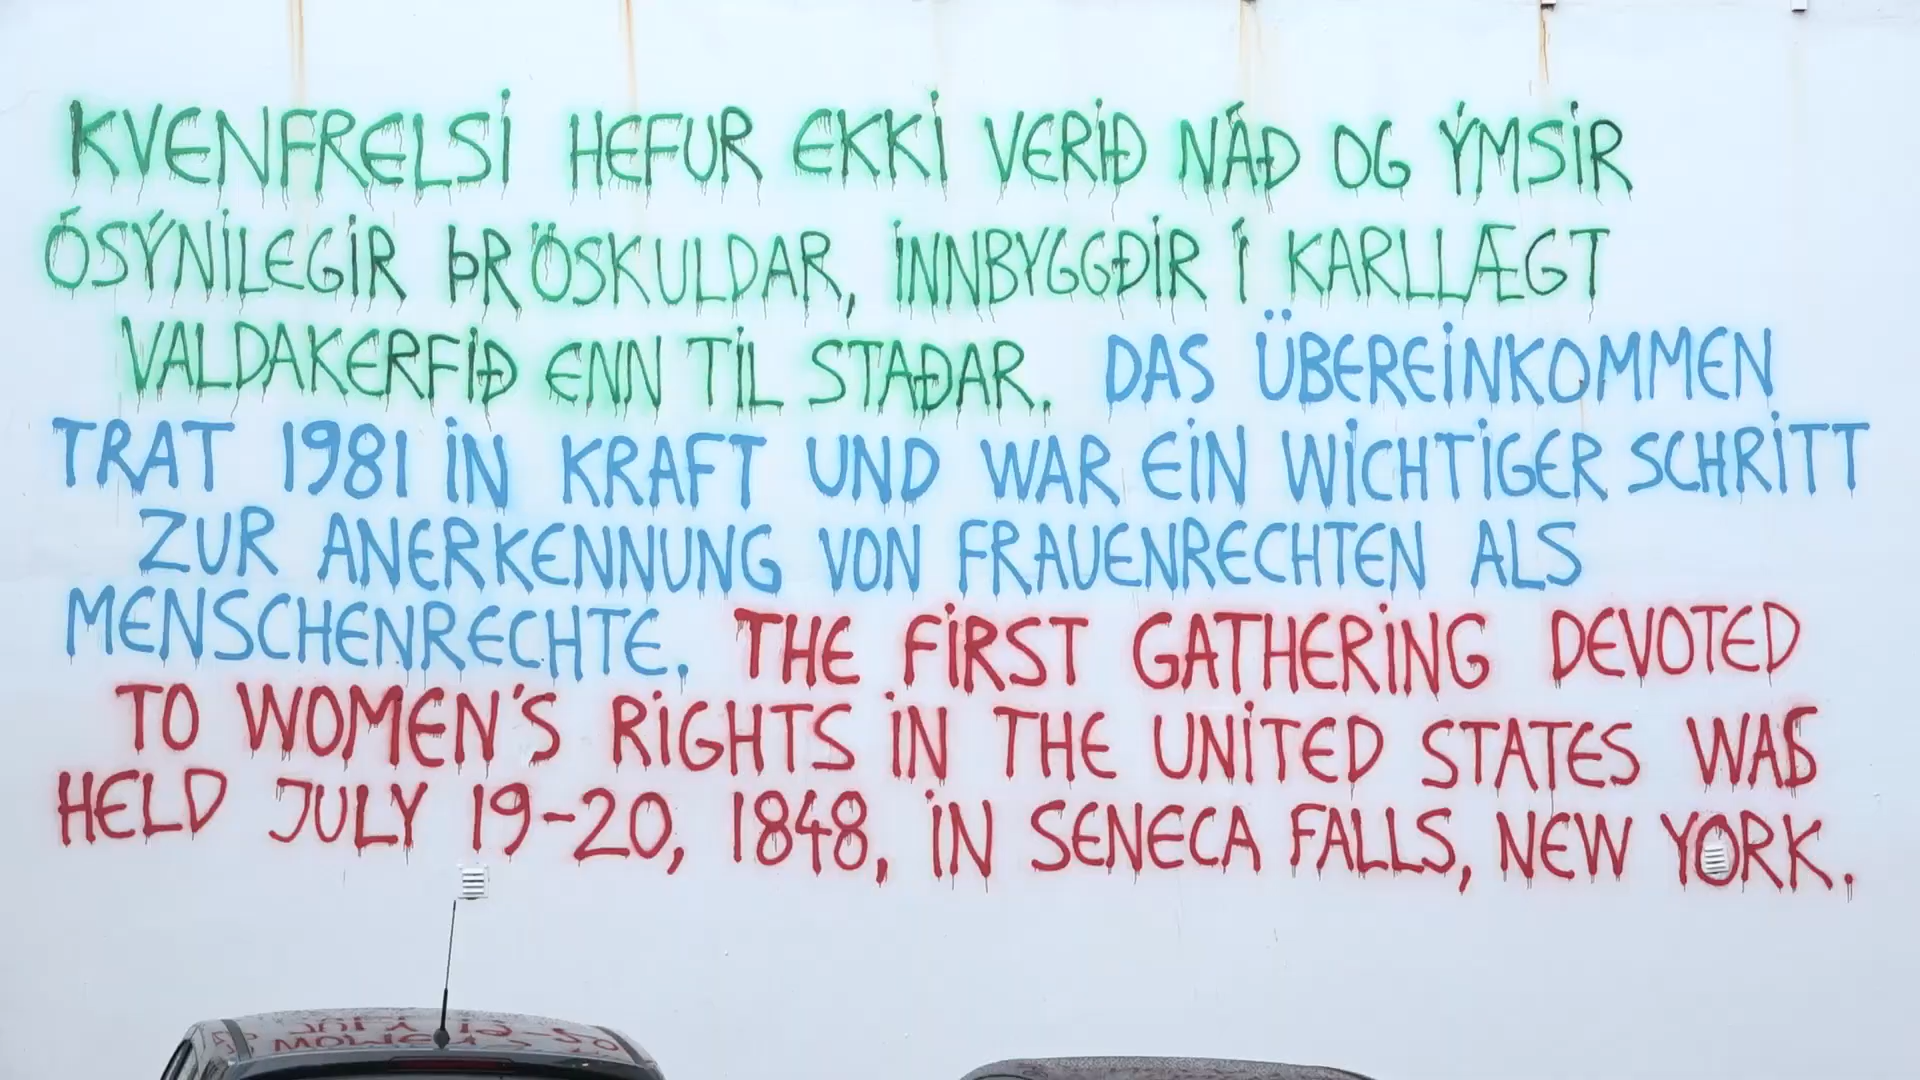 KVENFRELSI HEFUR EKKI VERIÐ NÁÐ OG ÝMSIR
ÓSÝNILEGIR ÞRÖSKULDAR, INNBYGGÐIR Í KARLLÆGT
VALDAKERFIÐ ENN TIL STAÐAR. DAS ÜBEREINKOMMEN
TRAT 1981 IN KRAFT UND WAR EIN WICHTIGER SCHRITT
ZUR ANERKENNUNG VON FRAUENRECHTEN ALS
MENSCHENRECHTE. THE FIRST GATHERING DEVOTED
TO WOMEN'S RIGHTS IN THE UNITED STATES WAS
HELD JULY 19-20, 1848, IN SENECA FALLS, NEW YORK.